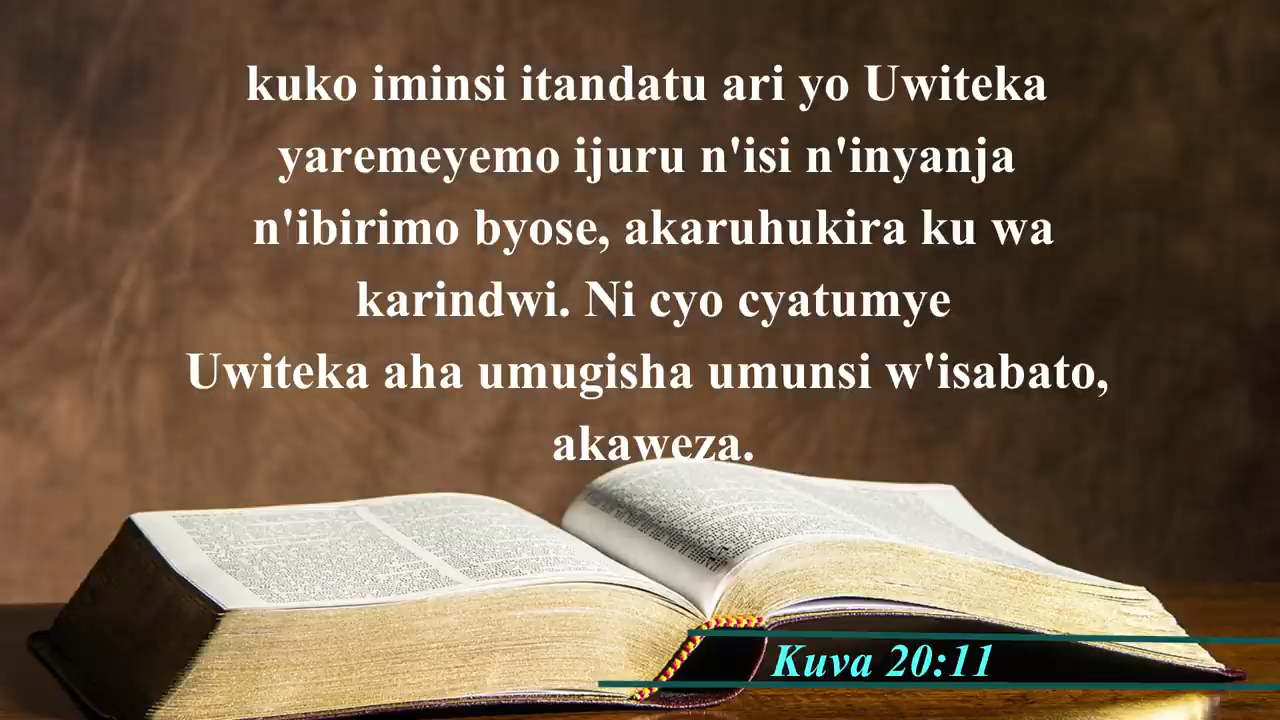 kuko iminsi itandatu ari yo Uwiteka
yaremeyemo ijuru n'isi n'inyanja
n'ibirimo byose, akaruhukira ku wa
karindwi. Ni cyo cyatumye
Uwiteka aha umugisha umunsi w'isabato,
akaweza.
Kuva 20:11